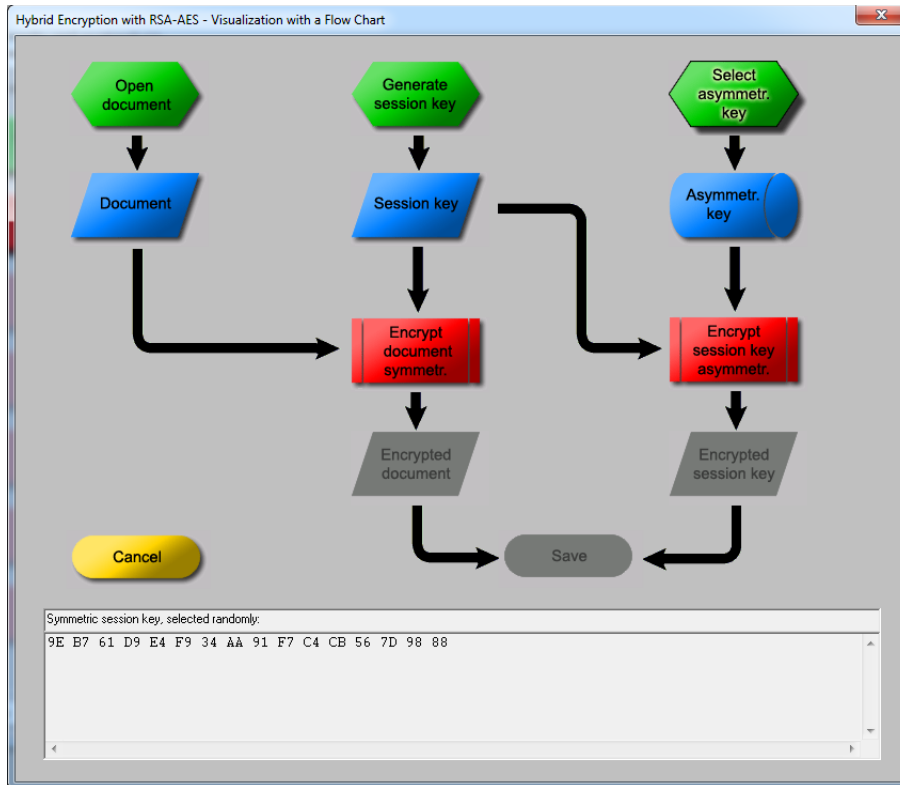 Hybrid Encryption with RSA-AES - Visualization with a Flow Chart
Open
document
Generate
session key
Select
asymmetr.
key
Document
Session key
Asymmetr.
key
Encrypt
document
symmetr.
Encrypt
session key
asymmetr.
Encrypted
document
Encrypted
session key
Cancel
Save
Symmetric session key, selected randomly:
9E B7 61 D9 E4 F9 34 AA 91 F7 C4 CB 56 7D 98 88